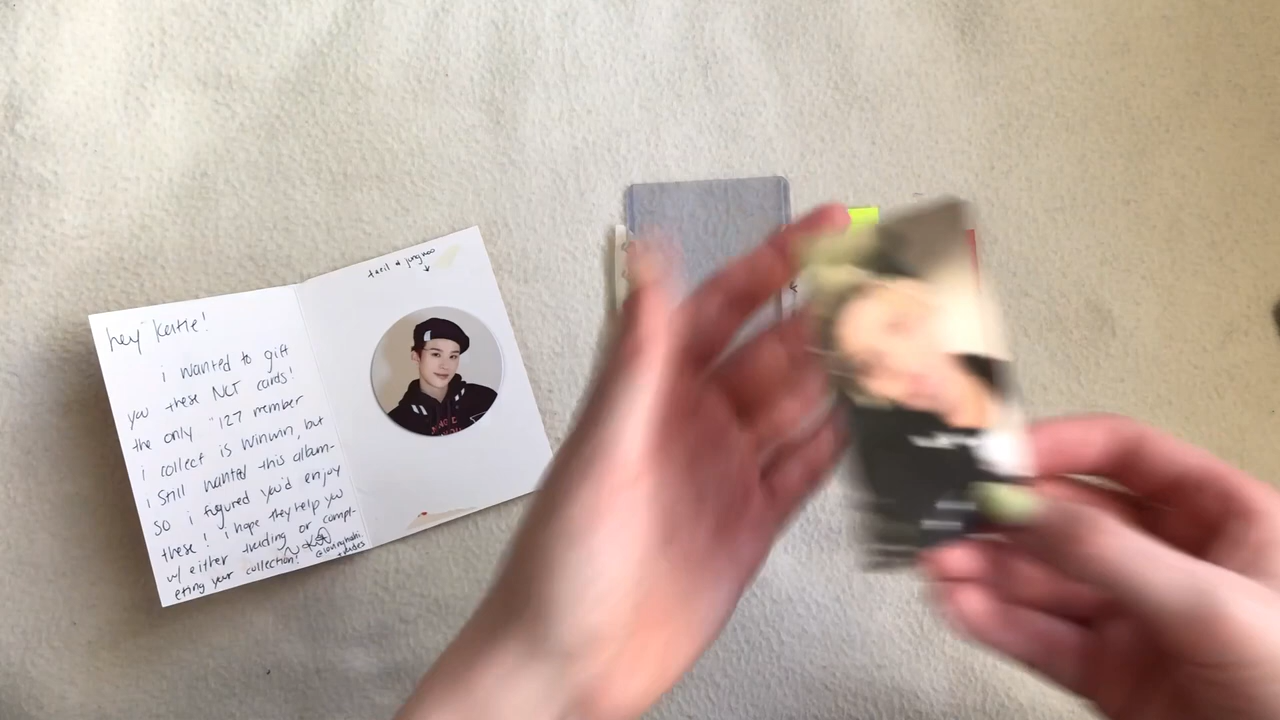 hey Kertie!
i wanted to gift
you these NCT cards!
the only "127 member
i collect is winwin, but
i still wanted this album-
so i figured you'd enjoy
these! i hope they help you
w/ either trading or compl-
eting your collection!
taeil & jungwoo